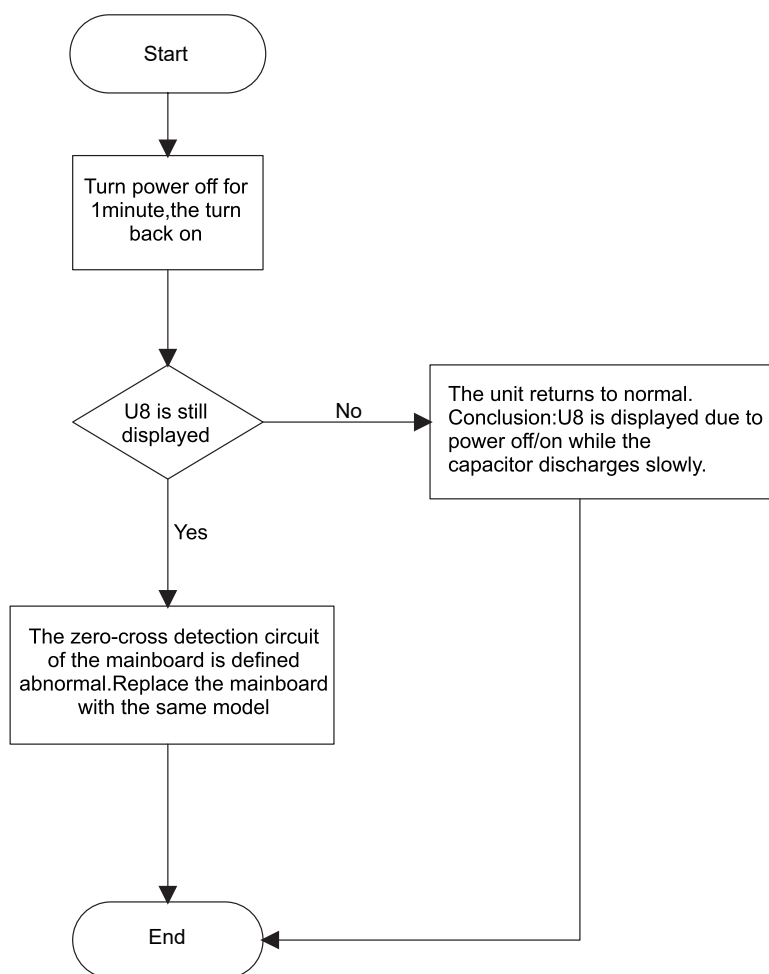 Start
Turn power off for
1minute,the turn
back on
U8 is still
displayed
No
The unit returns to normal.
Conclusion:U8 is displayed due to
power off/on while the
capacitor discharges slowly.
Yes
The zero-cross detection circuit
of the mainboard is defined
abnormal.Replace the mainboard
with the same model
End